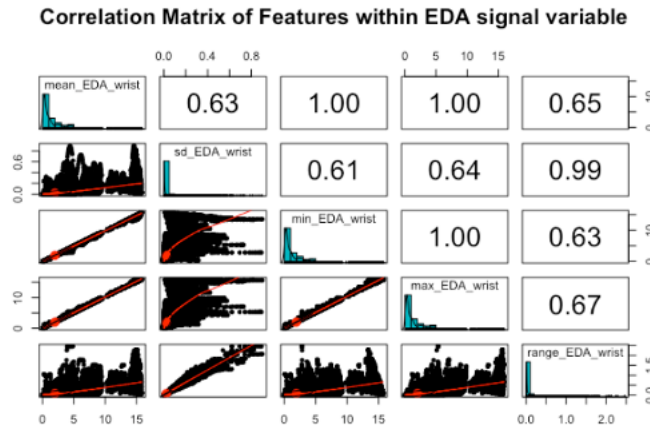 Correlation Matrix of Features within EDA signal variable
0.0 0.4 0.8 0 5 10 15
mean_EDA_wrist 0.63 1.00 1.00 0.65
0.0 0.6 sd_EDA_wrist 0.61 0.64 0.99
min_EDA_wrist 1.00 0.63
0 10 max_EDA_wrist 0.67
range_EDA_wrist
0 5 10 15 0 5 10 15 0.0 1.0 2.0